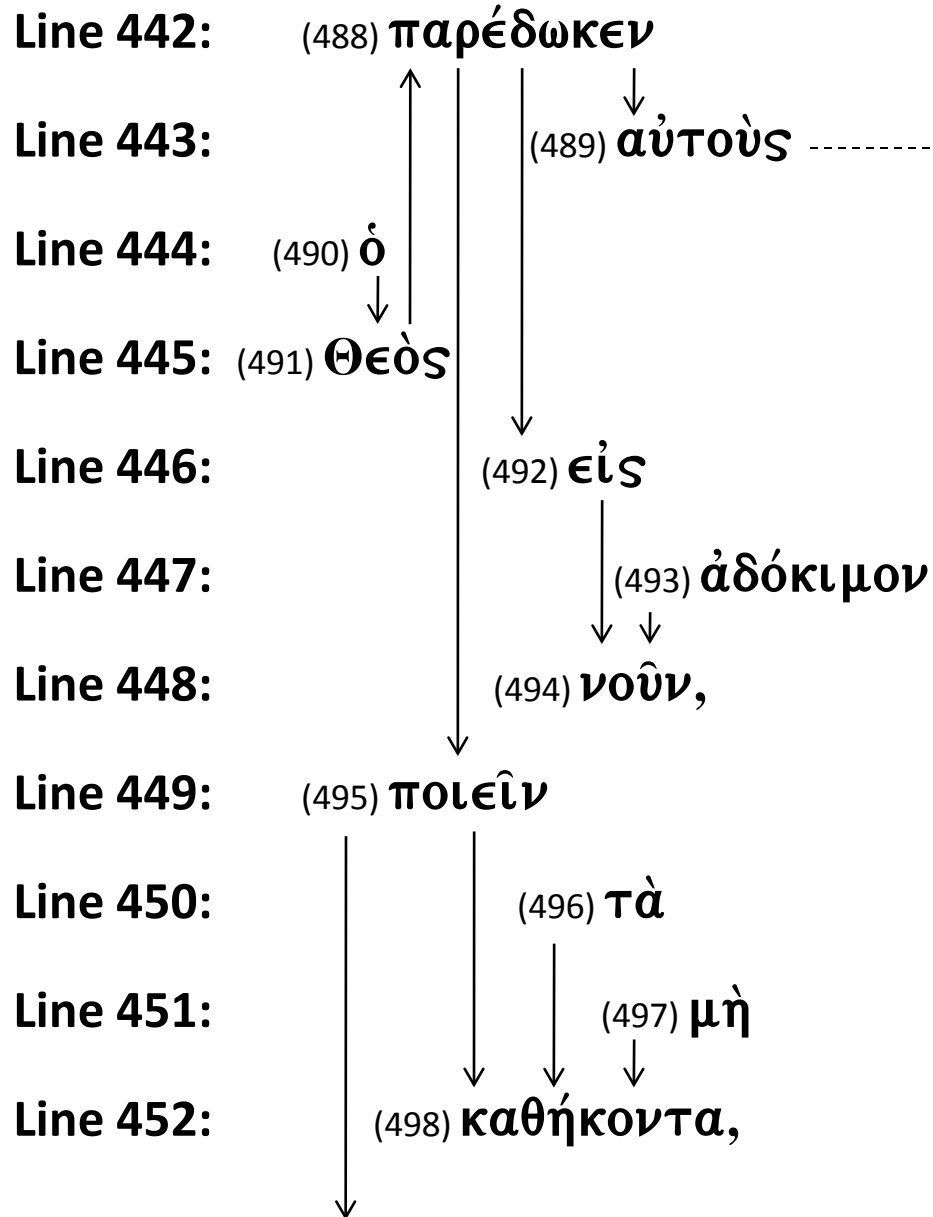 Line 442: (488) παρέδωκεν
Line 443: (489) αὐτοὺς
Line 444: (490) ὁ
Line 445: (491) Θεὸς
Line 446: (492) εἰς
Line 447: (493) ἀδόκιμον
Line 448: (494) νοῦν,
Line 449: (495) ποιεῖν
Line 450: (496) τὰ
Line 451: (497) μὴ
Line 452: (498) καθήκοντα,